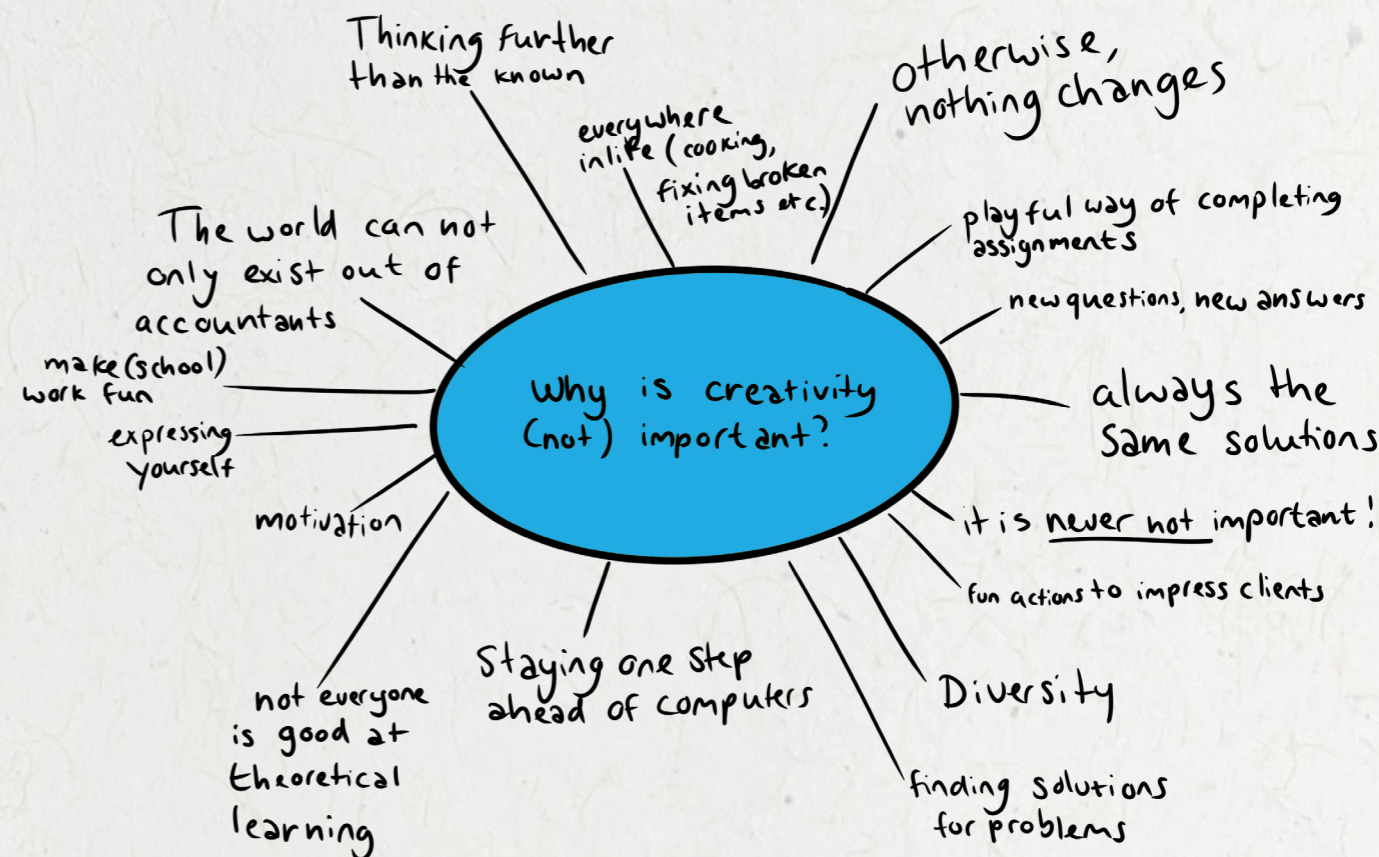 Thinking further
than the known
everywhere
in life (cooking,
fixing broken
items etc.)
otherwise,
nothing changes
playful way of completing
assignments
new questions, new answers
always the
same solutions
it is never not important!
fun actions to impress clients
Diversity
finding solutions
for problems
Staying one step
ahead of computers
not everyone
is good at
theoretical
learning
motivation
expressing
yourself
make (school)
work fun
The world can not
only exist out of
accountants
Why is creativity
(not) important?